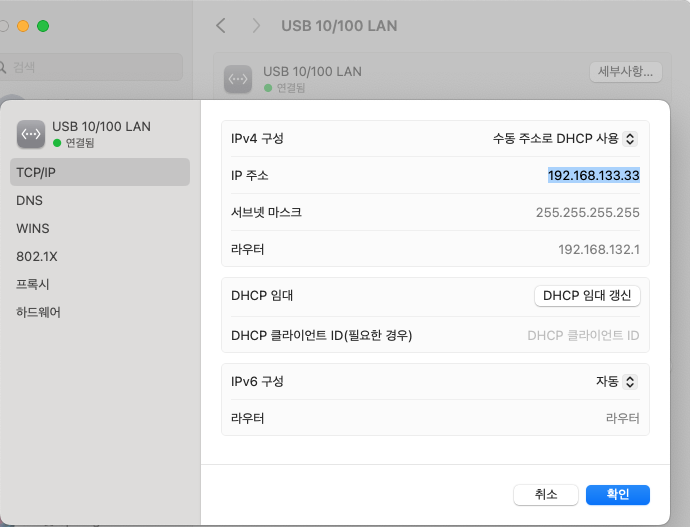 USB 10/100 LAN
검색
USB 10/100 LAN
연결됨
세부사항...
USB 10/100 LAN
연결됨
TCP/IP
DNS
WINS
802.1X
프록시
하드웨어
IPv4 구성 수동 주소로 DHCP 사용
IP 주소 192.168.133.33
서브넷 마스크 255.255.255.255
라우터 192.168.132.1
DHCP 임대 DHCP 임대 갱신
DHCP 클라이언트 ID(필요한 경우) DHCP 클라이언트 ID
IPv6 구성 자동
라우터 라우터
취소 확인